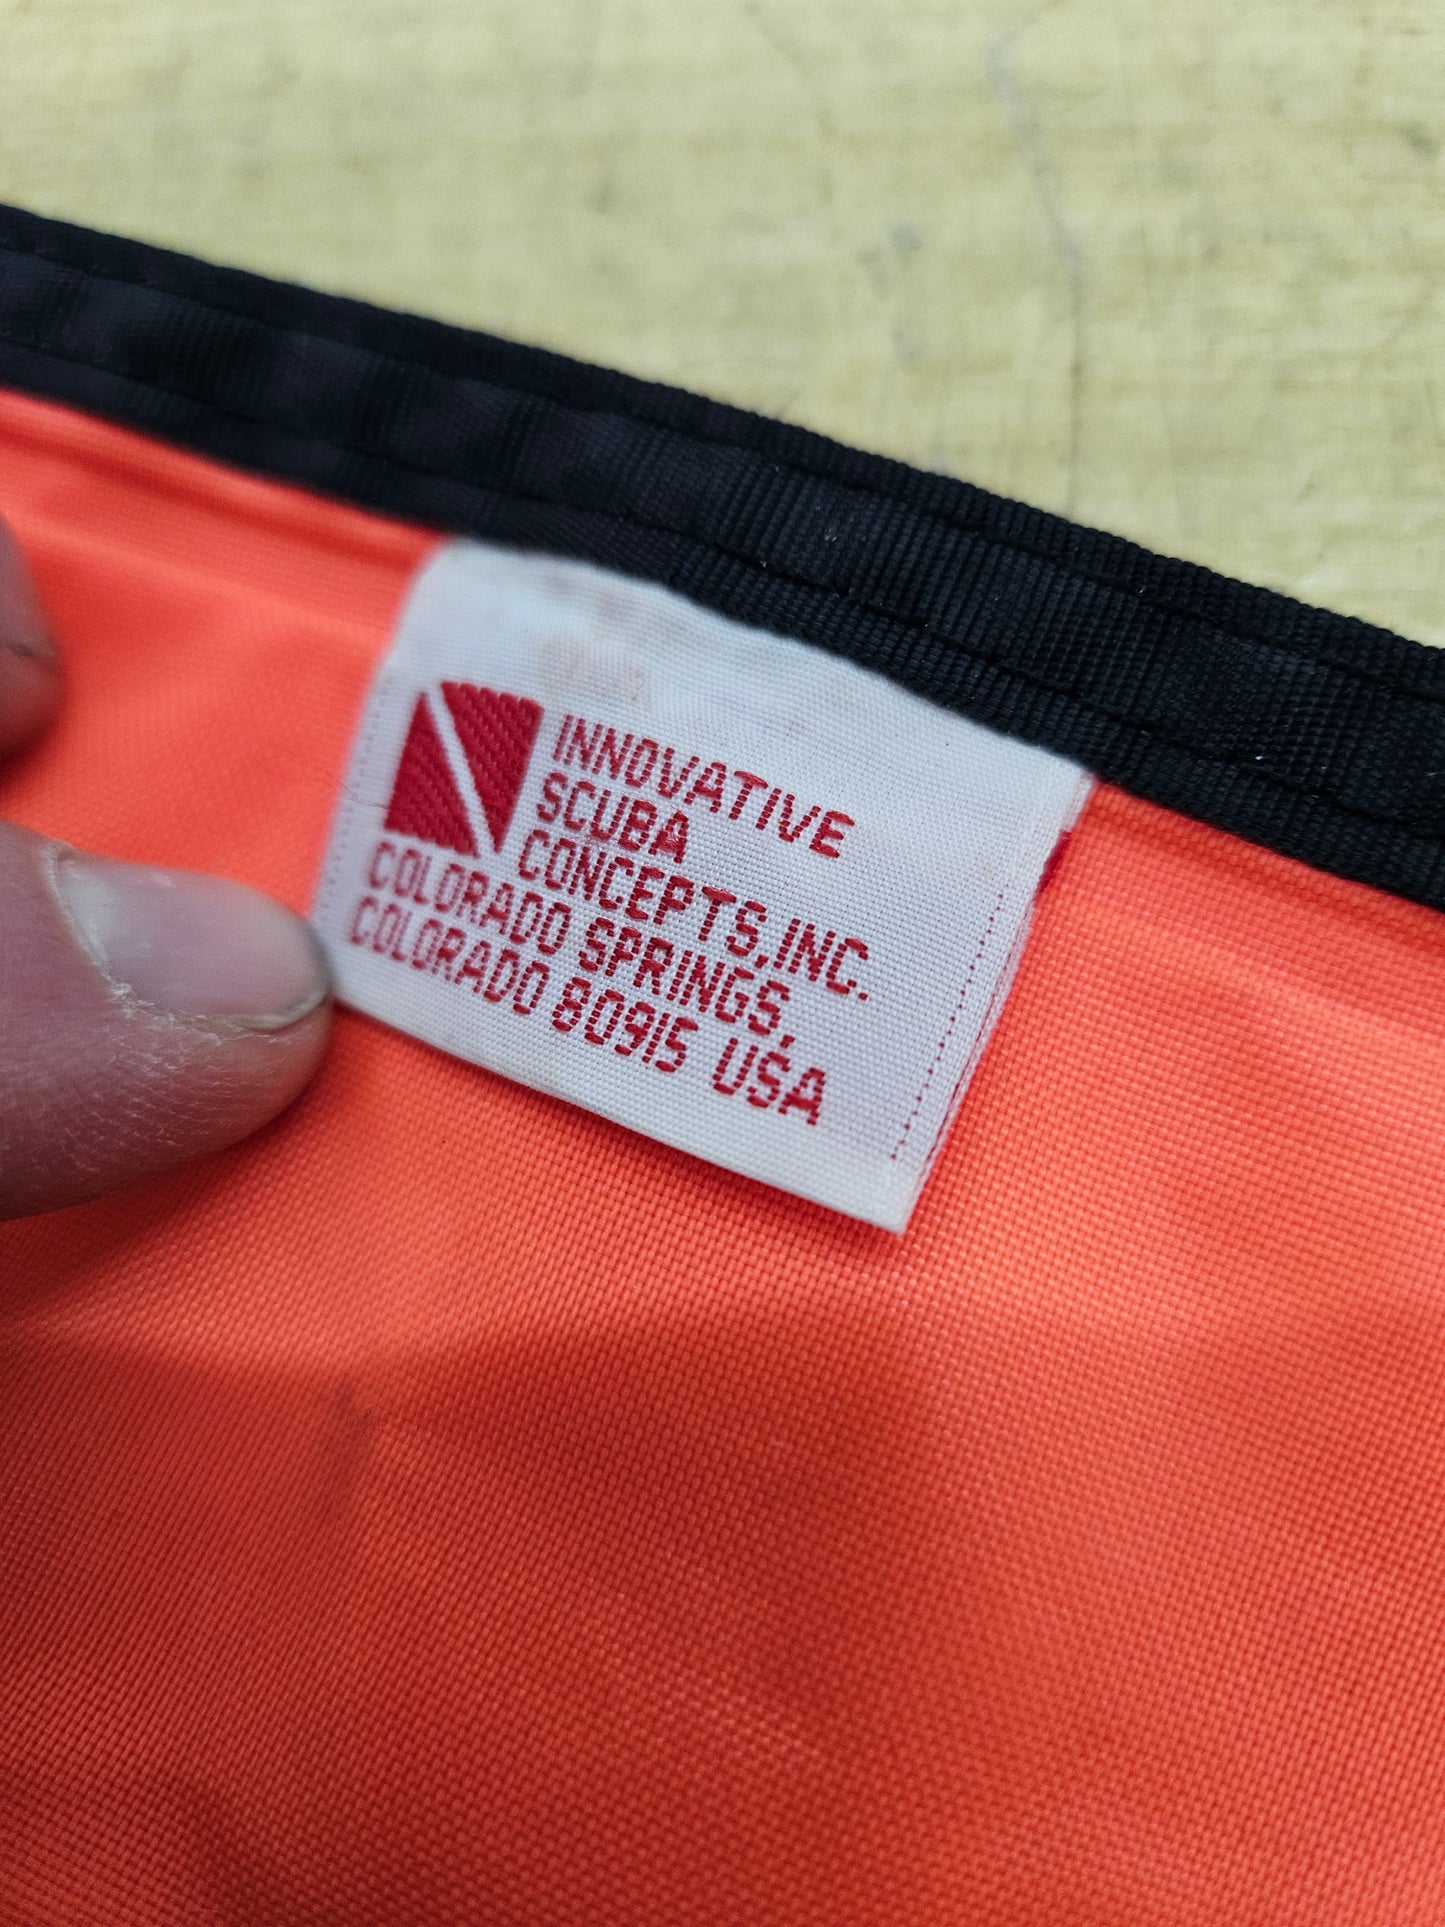 INNOVATIVE
SCUBA
CONCEPTS,INC.
COLORADO SPRINGS,
COLORADO 80915 USA